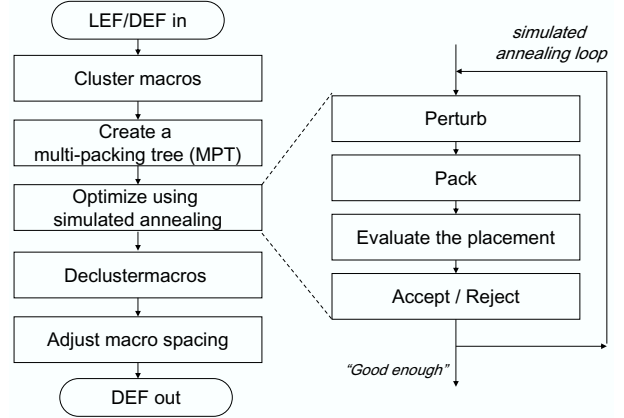 LEF/DEF in
Cluster macros
Create a
multi-packing tree (MPT)
Optimize using
simulated annealing
Declustermacros
Adjust macro spacing
DEF out
simulated
annealing loop
Perturb
Pack
Evaluate the placement
Accept / Reject
“Good enough”